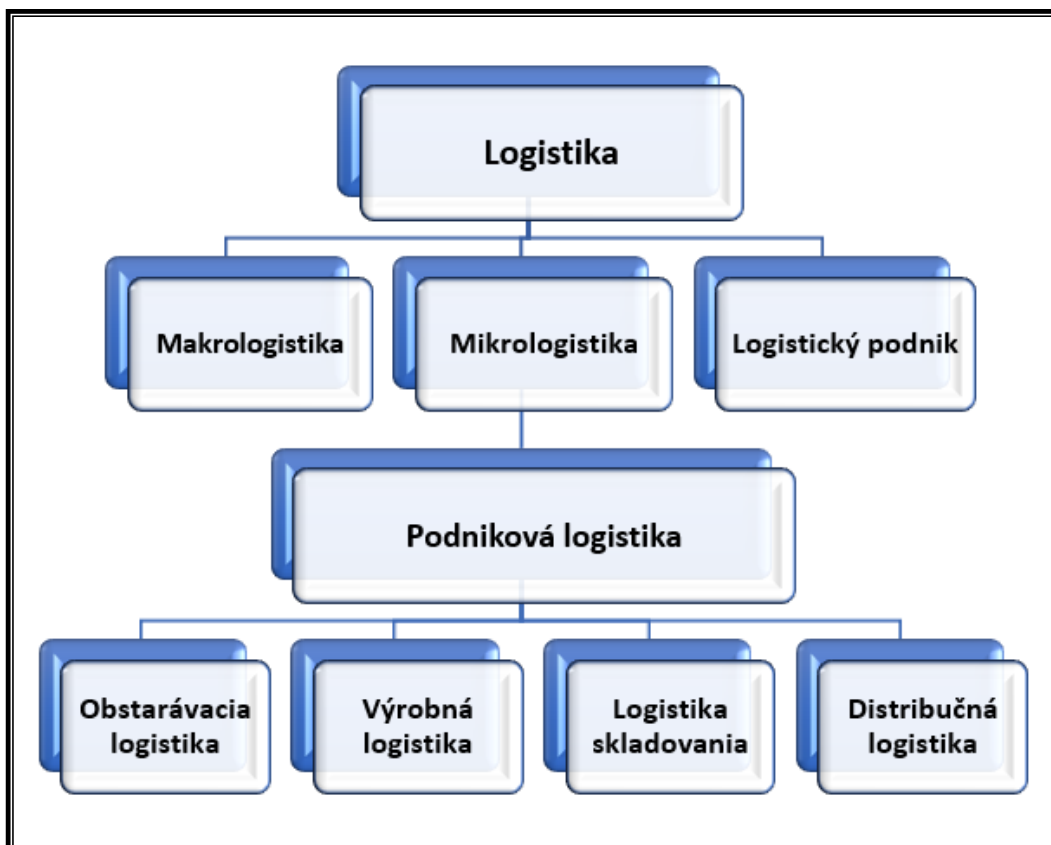 Logistika
Makrologistika
Mikrologistika
Logistický podnik
Podniková logistika
Obstarávacia
logistika
Výrobná
logistika
Logistika
skladovania
Distribučná
logistika